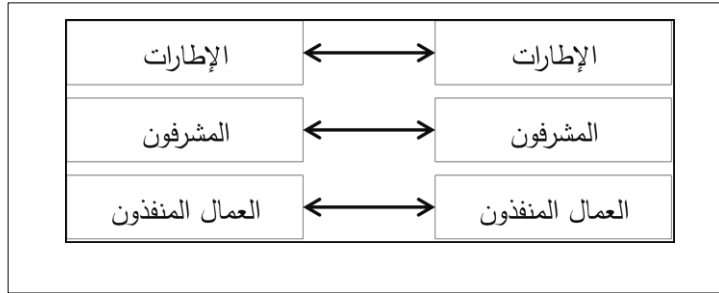 الإطارات
الإطارات
المشرفون
المشرفون
العمال المنفذون
العمال المنفذون